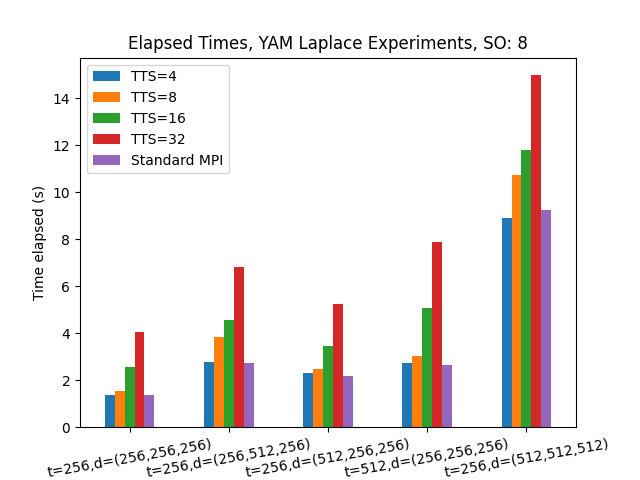 Elapsed Times, YAM Laplace Experiments, SO: 8
TTS=4
TTS=8
TTS=16
TTS=32
Standard MPI
Time elapsed (s)
14
12
10
8
6
4
2
0
t=256,d=(256,256,256)
t=256,d=(256,512,256)
t=256,d=(512,256,256)
t=512,d=(256,256,256)
t=256,d=(512,512,512)